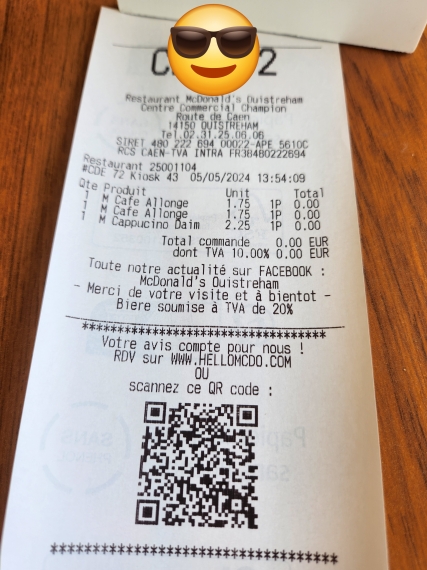 Restaurant McDonald's Ouistreham
Centre Commercial Champion
Route de Caen
14150 OUISTREHAM
Tel.02.31.25.06.06
SIRET 480 222 694 00022-APE 5610C
RCS CAEN-TVA INTRA FR38480222694
Restaurant 25001104
#CDE 72 Kiosk 43 05/05/2024 13:54:09
Qte Produit Unit Total
1 M Cafe Allonge 1.75 1P 0.00
1 M Cafe Allonge 1.75 1P 0.00
1 M Cappucino Daim 2.25 1P 0.00
Total commande 0.00 EUR
dont TVA 10.00% 0.00 EUR
Toute notre actualité sur FACEBOOK :
McDonald's Ouistreham
- Merci de votre visite et à bientot -
Biere soumise à TVA de 20%
**********************************
Votre avis compte pour nous !
RDV sur WWW.HELLOMCDO.COM
OU
scannez ce QR code :
**********************************